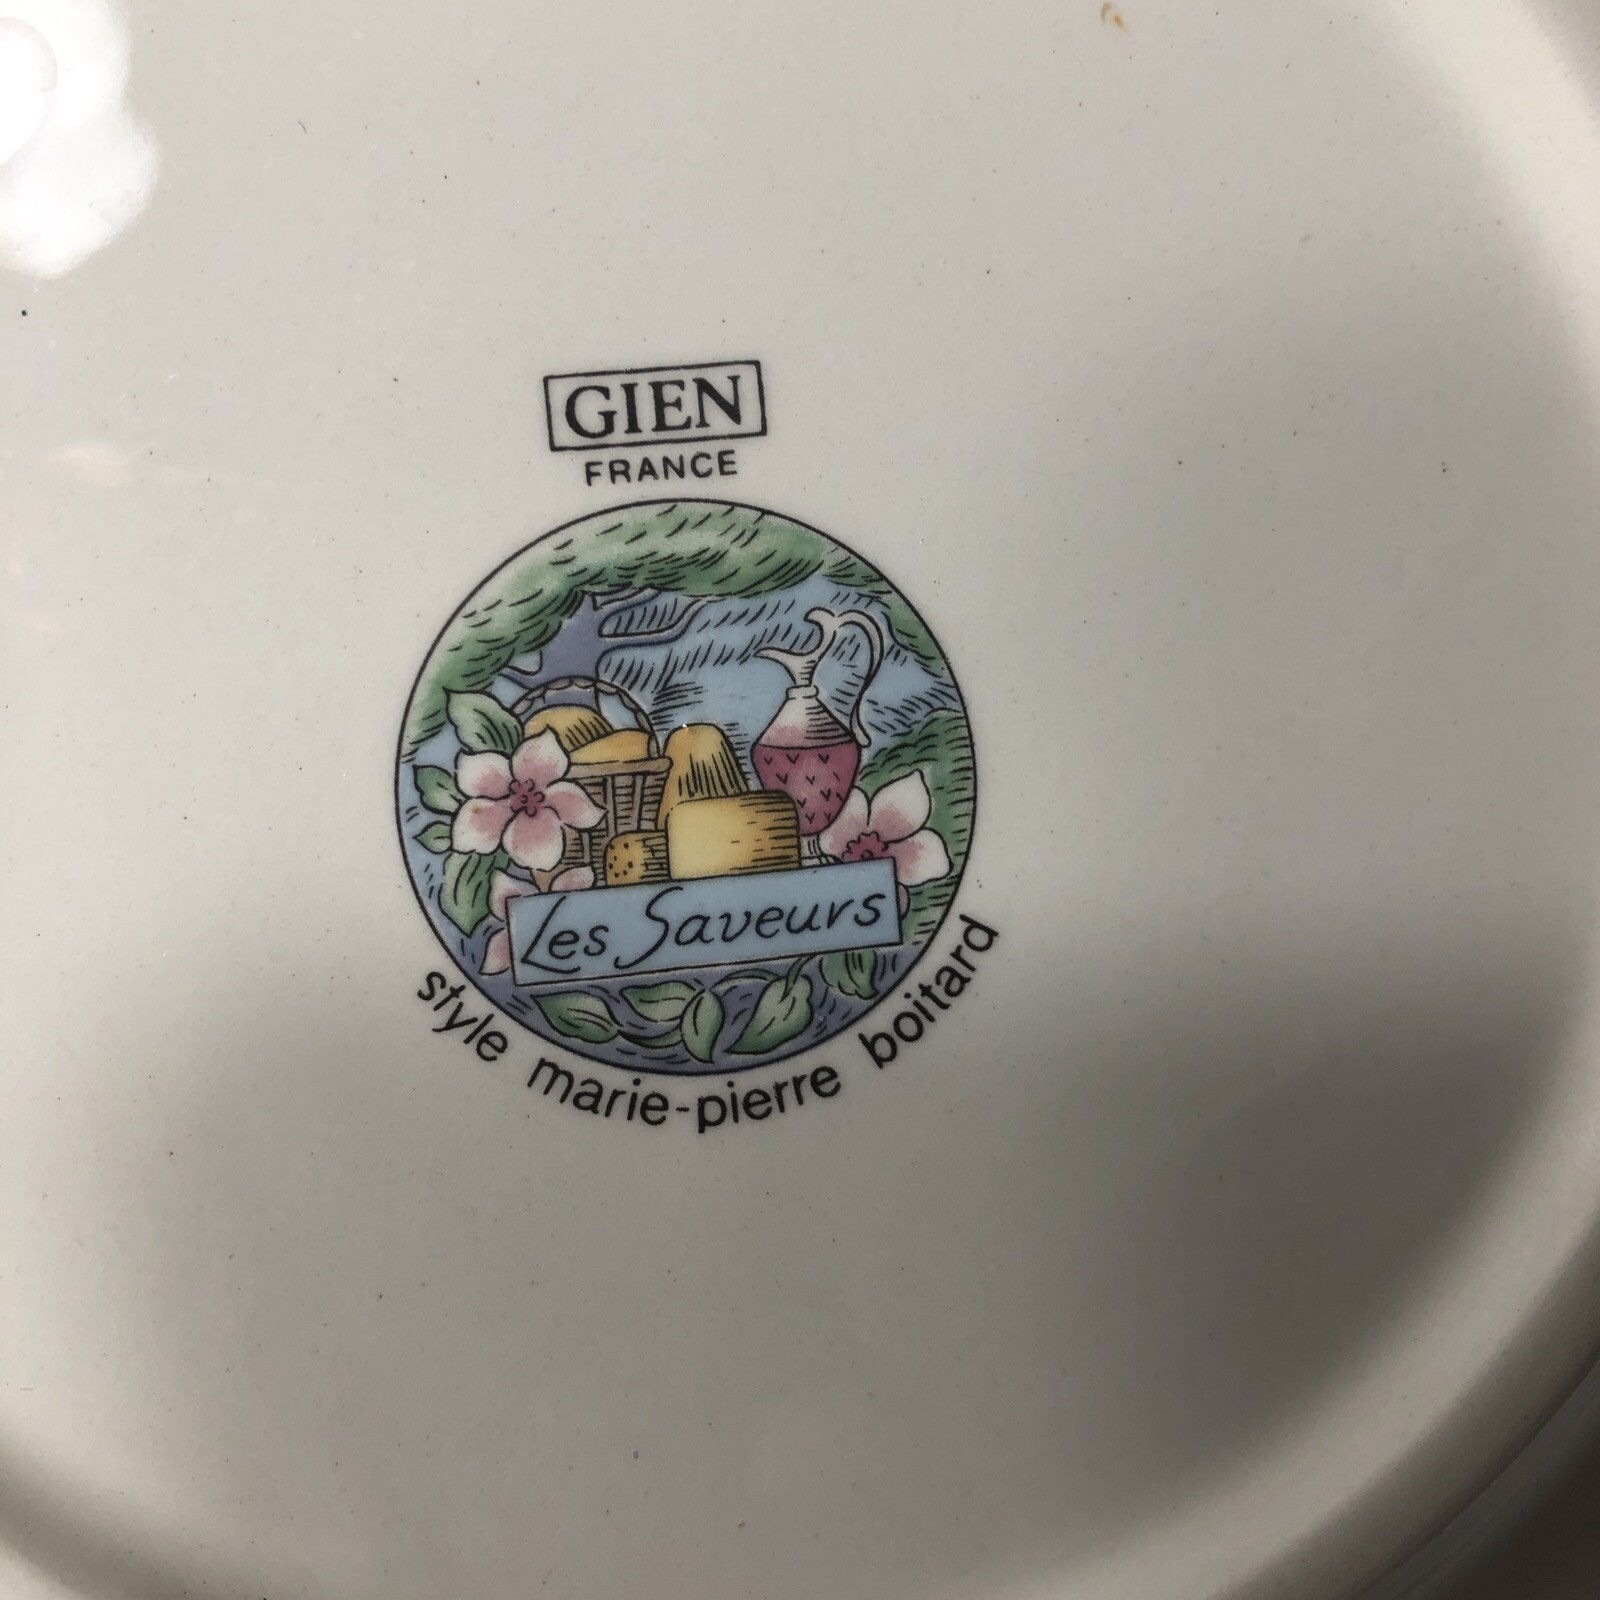 GIEN
FRANCE
Les Saveurs
style marie-pierre boitard